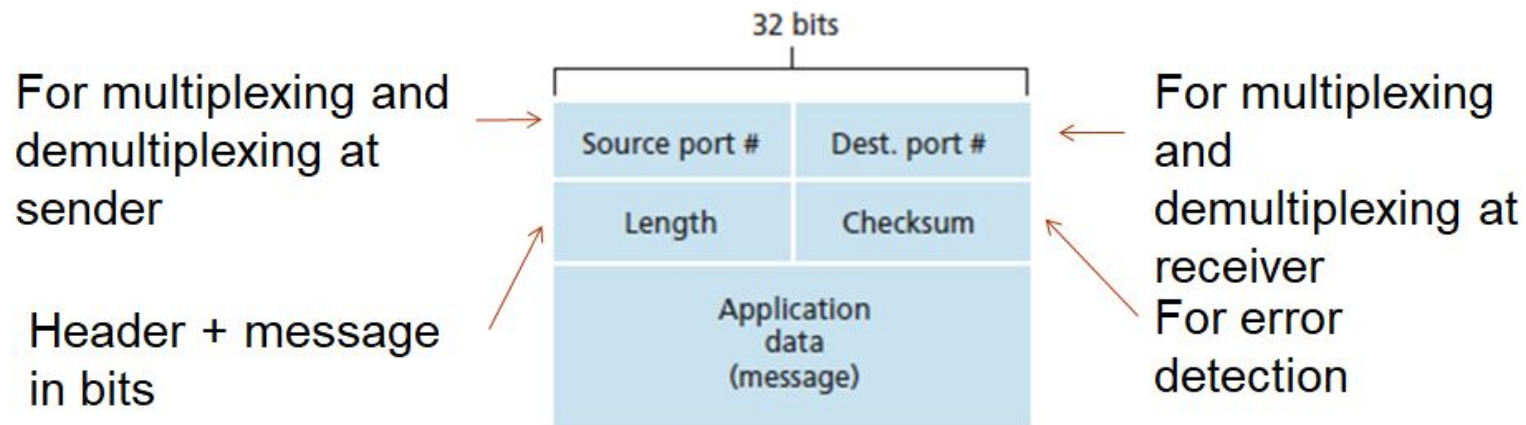 32 bits
For multiplexing and
demultiplexing at
sender
Source port #
Dest. port #
For multiplexing
and
demultiplexing at
receiver
Length
Checksum
Header + message
in bits
Application
data
(message)
For error
detection